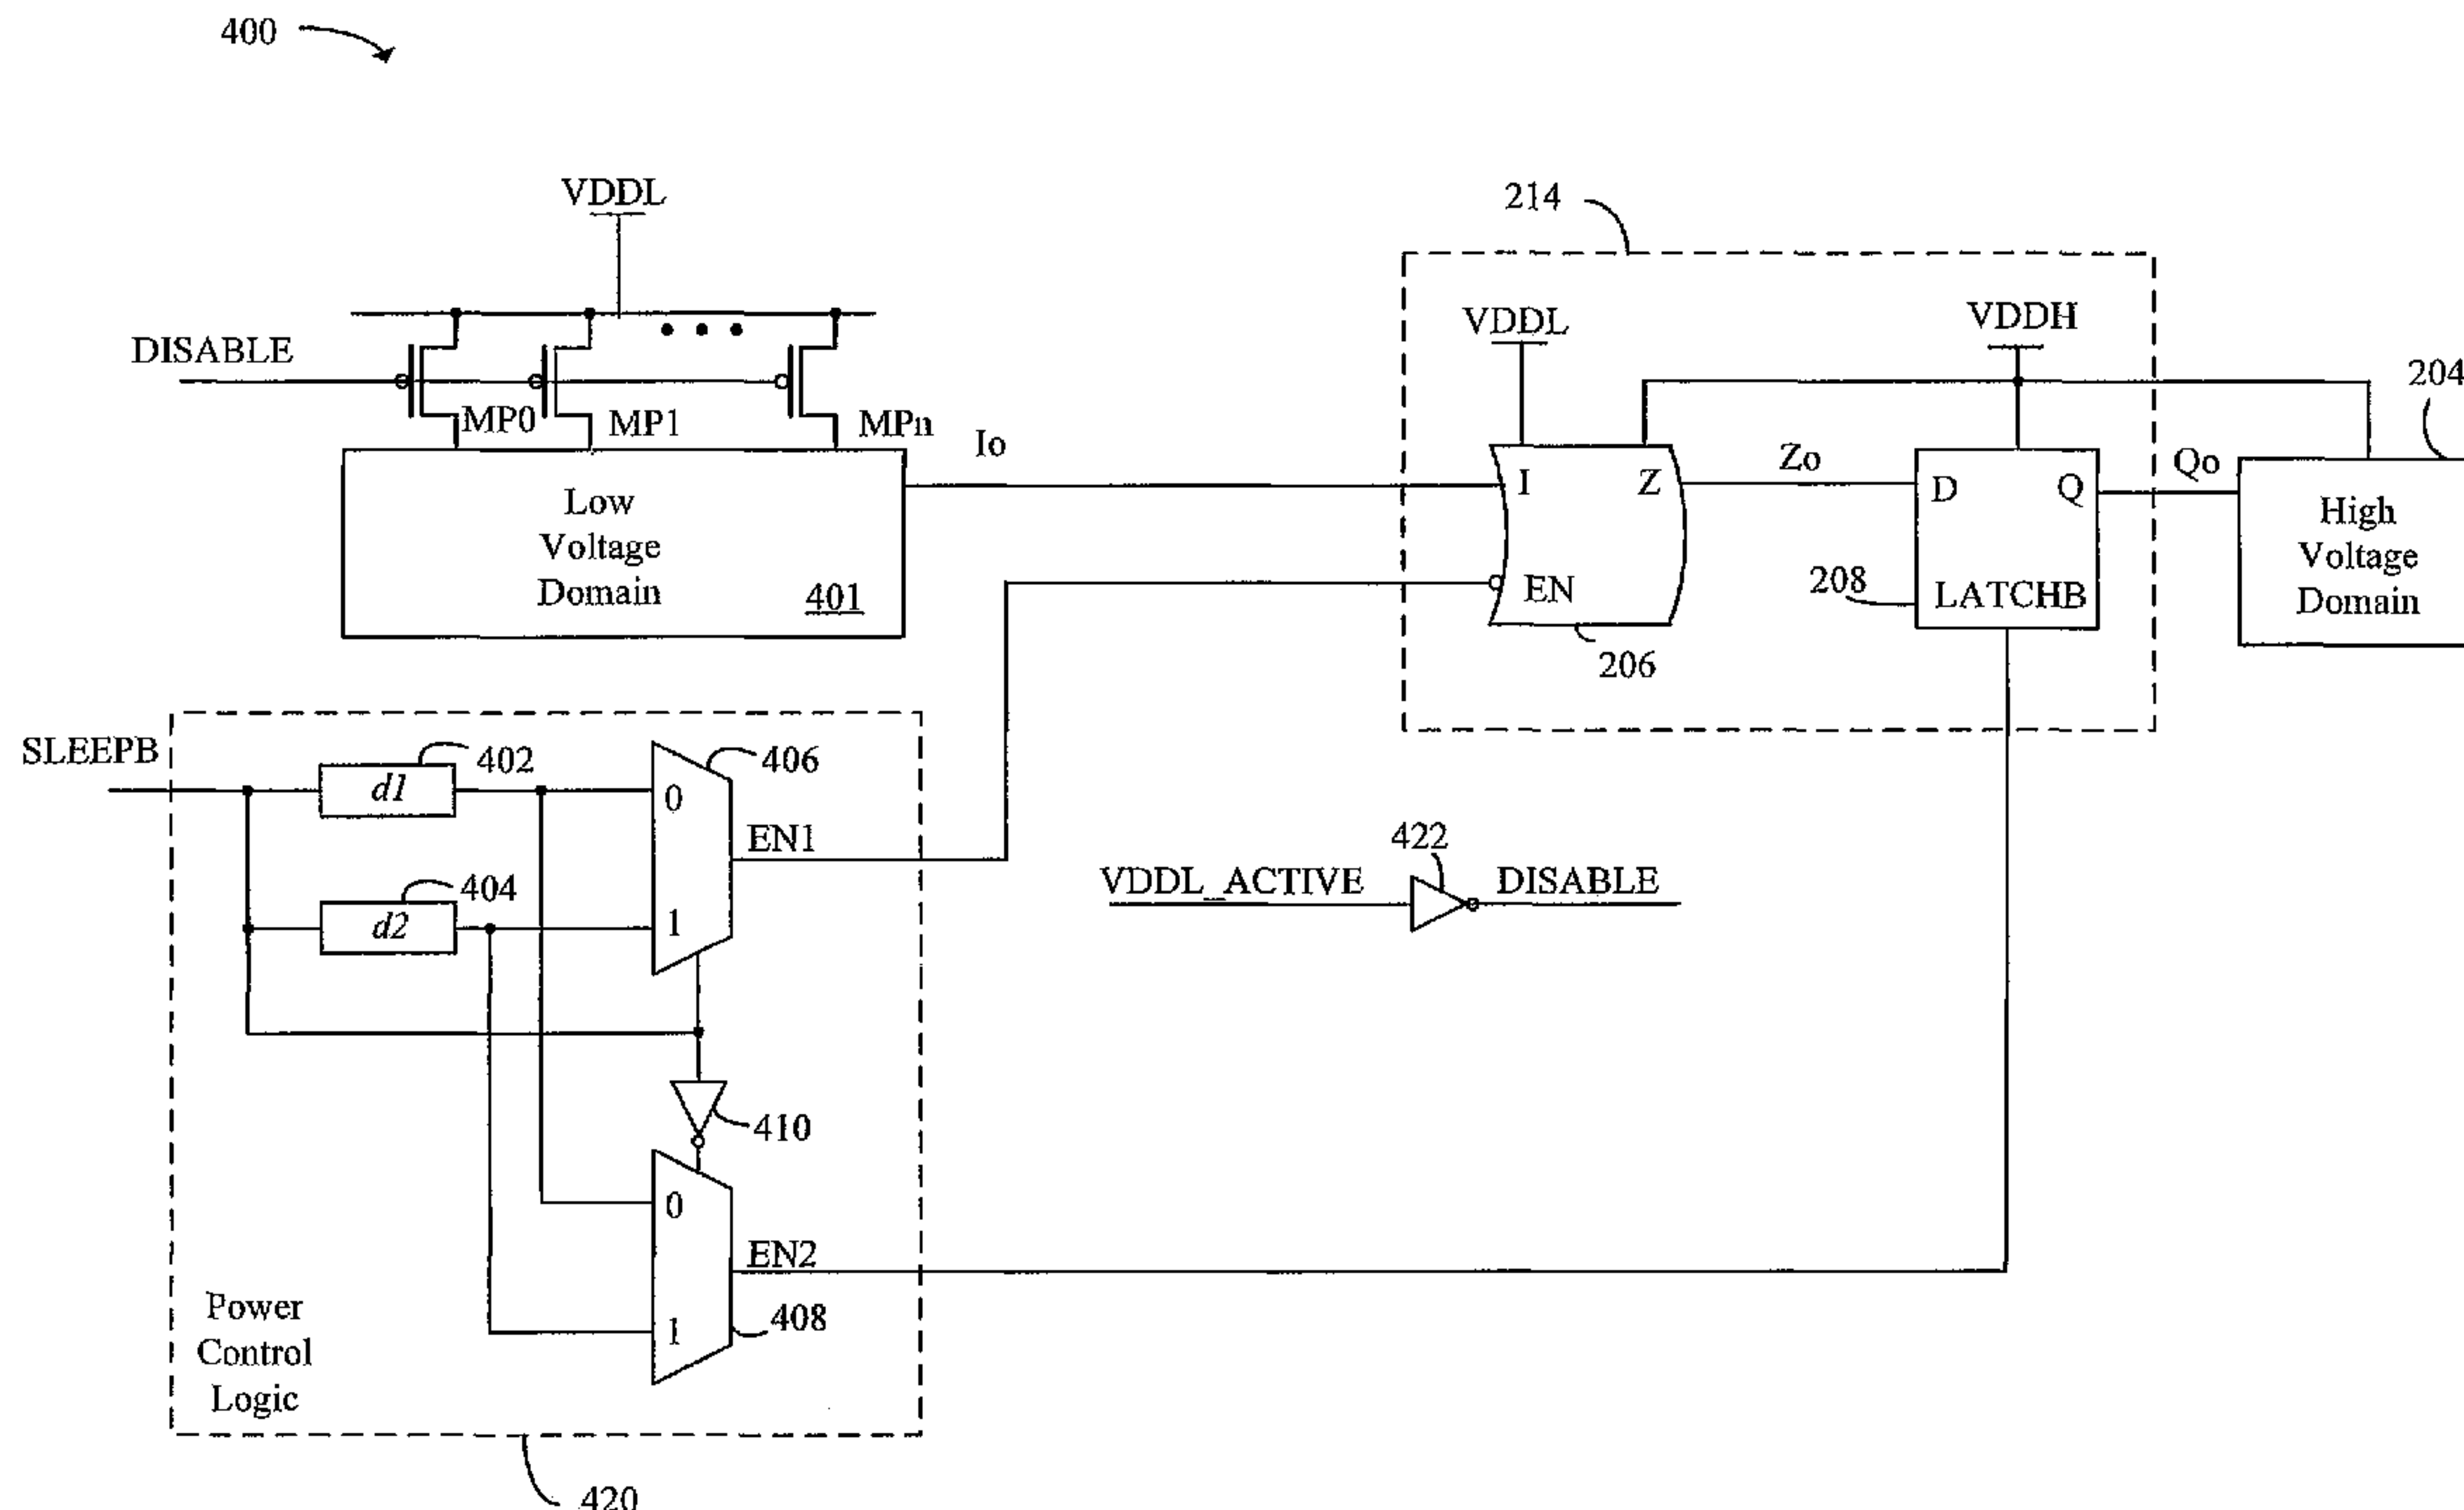 400
VDDL
DISABLE
MP0
MP1
MPn
Io
Low
Voltage
Domain
401
214
VDDL
VDDH
204
I
Z
Zo
D
Q
Qo
EN
206
208
LATCHB
High
Voltage
Domain
SLEEPB
d1
402
406
0
EN1
d2
404
1
410
0
EN2
1
408
Power
Control
Logic
420
VDDL_ACTIVE
422
DISABLE